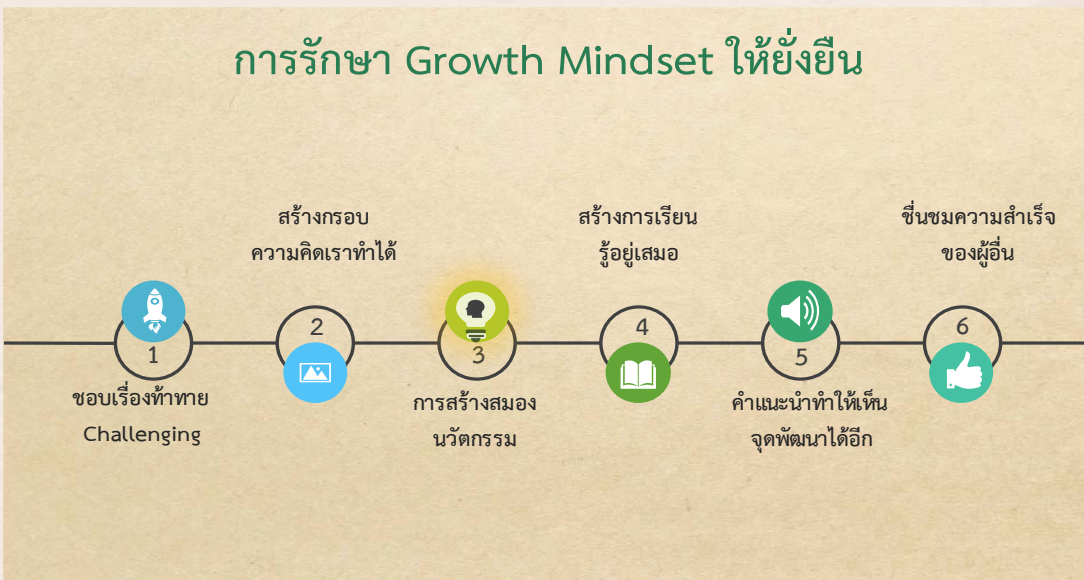 การรักษา Growth Mindset ให้ยั่งยืน
1
ชอบเรื่องท้าทาย
Challenging
สร้างกรอบ
ความคิดเราทำได้
2
3
การสร้างสมอง
นวัตกรรม
สร้างการเรียน
รู้อยู่เสมอ
4
5
คำแนะนำทำให้เห็น
จุดพัฒนาได้อีก
ชื่นชมความสำเร็จ
ของผู้อื่น
6